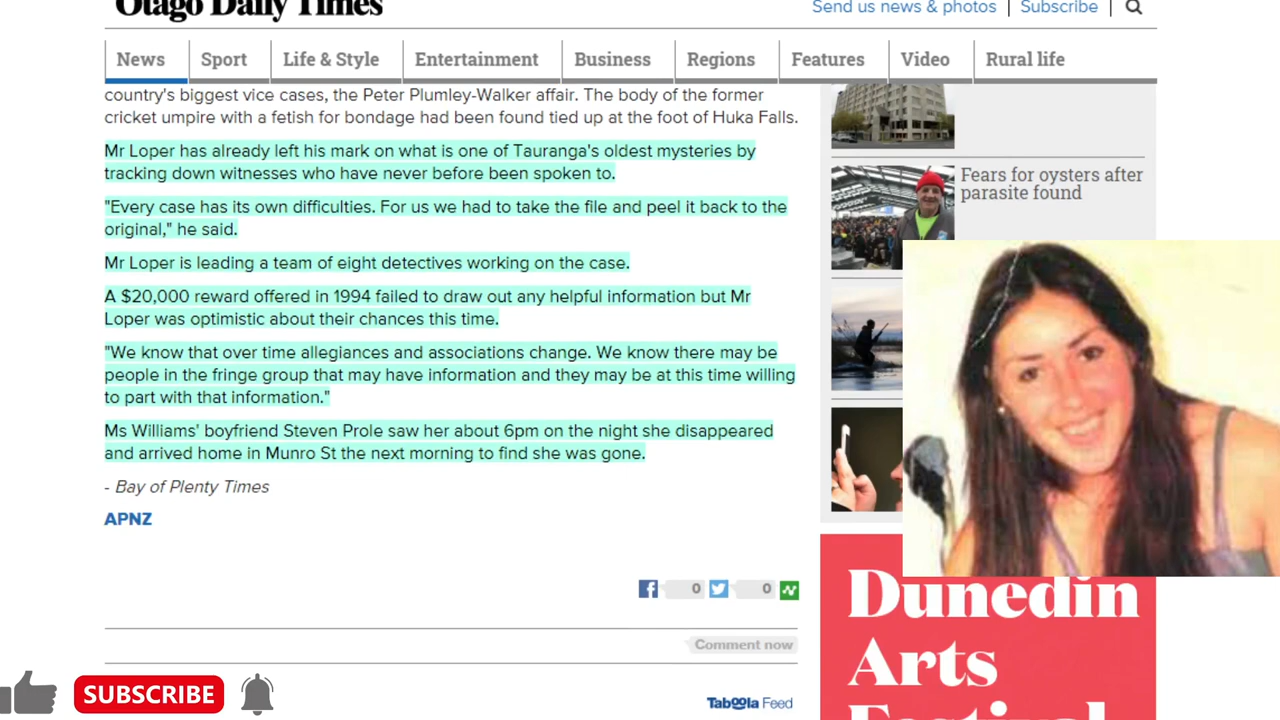 Otago Daily Times
Send us news & photos | Subscribe |
News Sport Life & Style Entertainment Business Regions Features Video Rural life
country's biggest vice cases, the Peter Plumley-Walker affair. The body of the former
cricket umpire with a fetish for bondage had been found tied up at the foot of Huka Falls.
Mr Loper has already left his mark on what is one of Tauranga's oldest mysteries by
tracking down witnesses who have never before been spoken to.
"Every case has its own difficulties. For us we had to take the file and peel it back to the
original," he said.
Mr Loper is leading a team of eight detectives working on the case.
A $20,000 reward offered in 1994 failed to draw out any helpful information but Mr
Loper was optimistic about their chances this time.
"We know that over time allegiances and associations change. We know there may be
people in the fringe group that may have information and they may be at this time willing
to part with that information."
Ms Williams' boyfriend Steven Prole saw her about 6pm on the night she disappeared
and arrived home in Munro St the next morning to find she was gone.
- Bay of Plenty Times
APNZ
0 0
Comment now
Taboola Feed
Fears for oysters after
parasite found
Dunedin
Arts
Festival
SUBSCRIBE